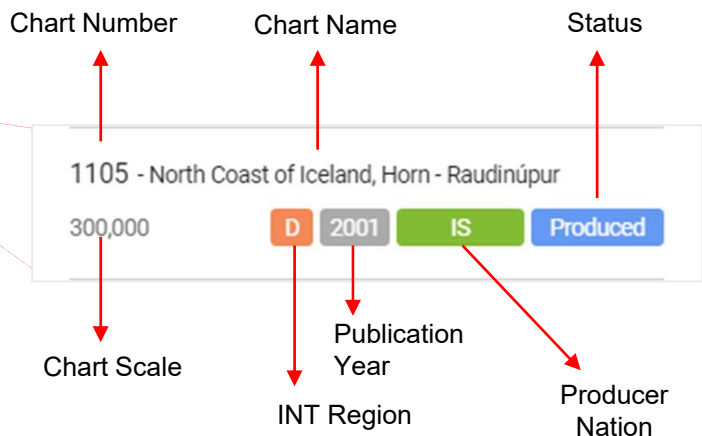 Chart Number Chart Name Status
1105 - North Coast of Iceland, Horn - Raudinúpur
300,000 D 2001 IS Produced
Publication
Year
Chart Scale
INT Region
Producer
Nation